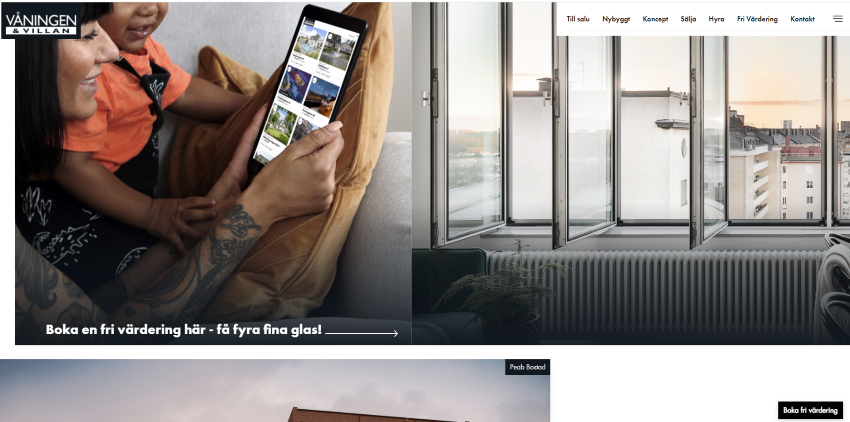 VÅNINGEN
& VILLAN
Till salu Nybyggt Koncept Sälja Hyra Fri Värdering Kontakt
Boka en fri värdering här - få fyra fina glas!
Peab Bostad
Boka fri värdering